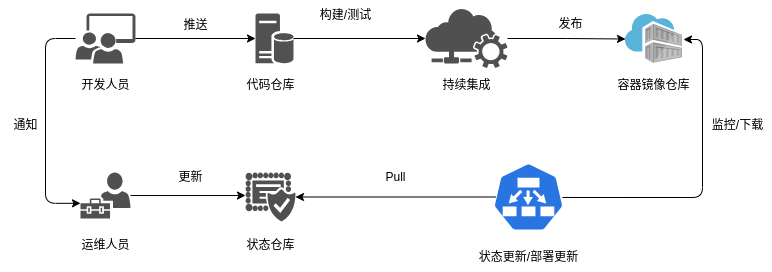 推送
构建/测试
发布
开发人员
代码仓库
持续集成
容器镜像仓库
通知
监控/下载
更新
Pull
运维人员
状态仓库
状态更新/部署更新